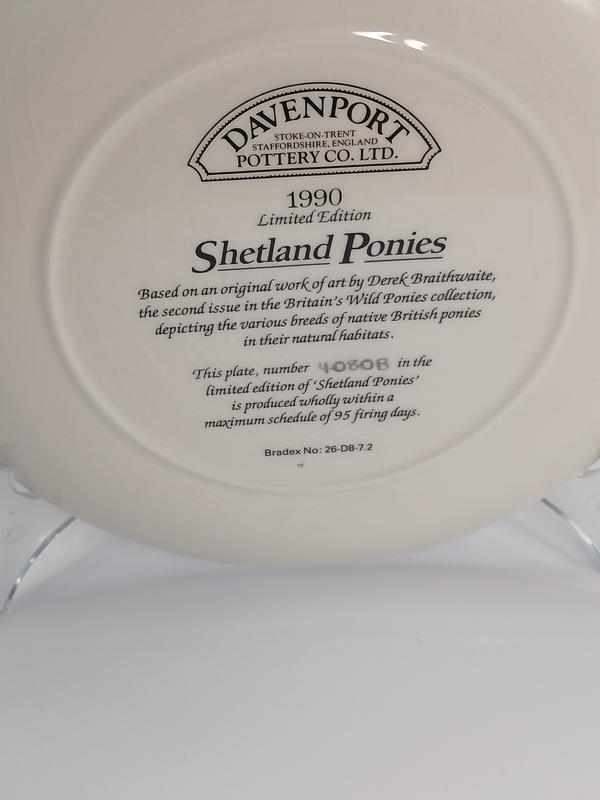 DAVENPORT
STOKE-ON-TRENT
STAFFORDSHIRE, ENGLAND
POTTERY CO. LTD.
1990
Limited Edition
Shetland Ponies
Based on an original work of art by Derek Braithwaite,
the second issue in the Britain's Wild Ponies collection,
depicting the various breeds of native British ponies
in their natural habitats.
This plate, number 4080B in the
limited edition of 'Shetland Ponies'
is produced wholly within a
maximum schedule of 95 firing days.
Bradex No: 26-D8-7.2